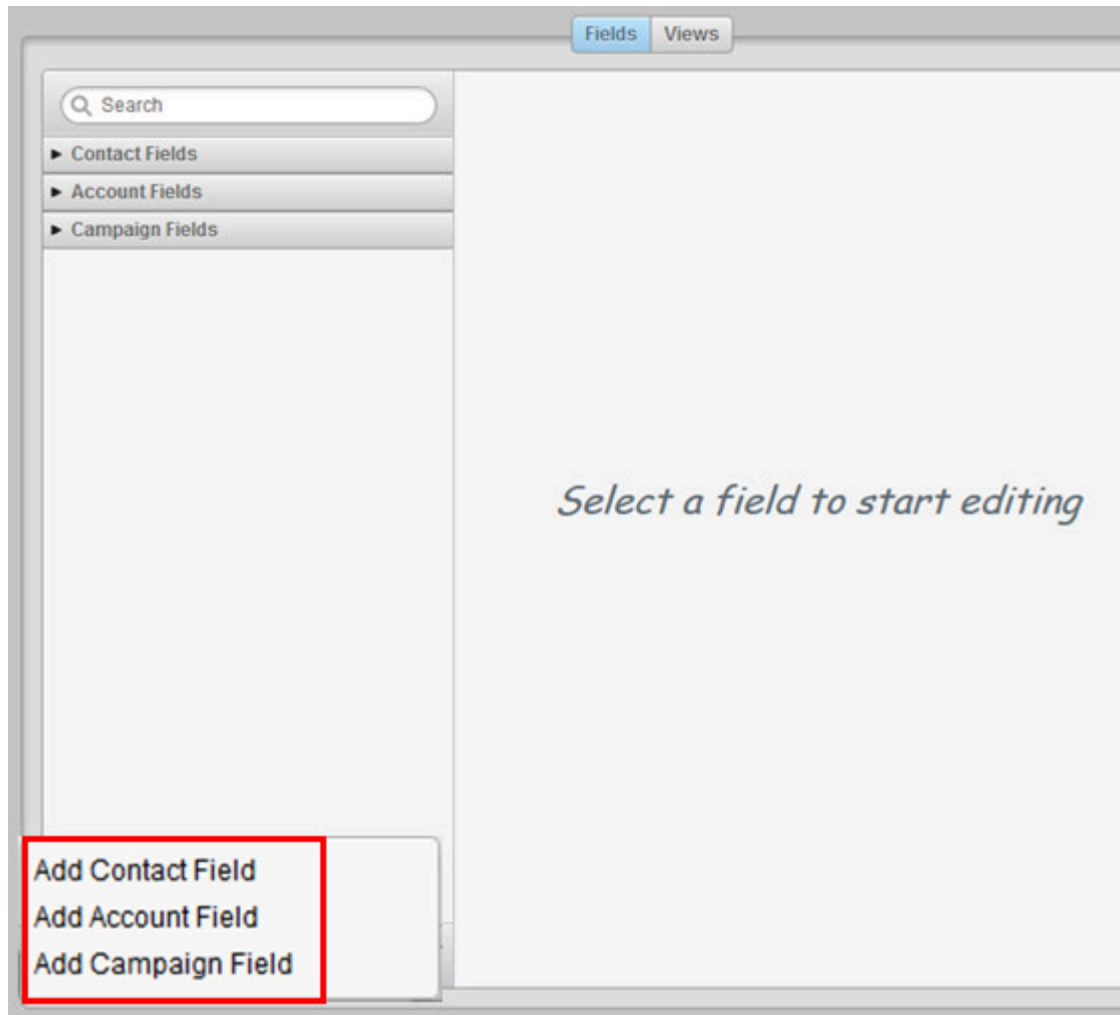 Fields Views
Search
Contact Fields
Account Fields
Campaign Fields
Select a field to start editing
Add Contact Field
Add Account Field
Add Campaign Field